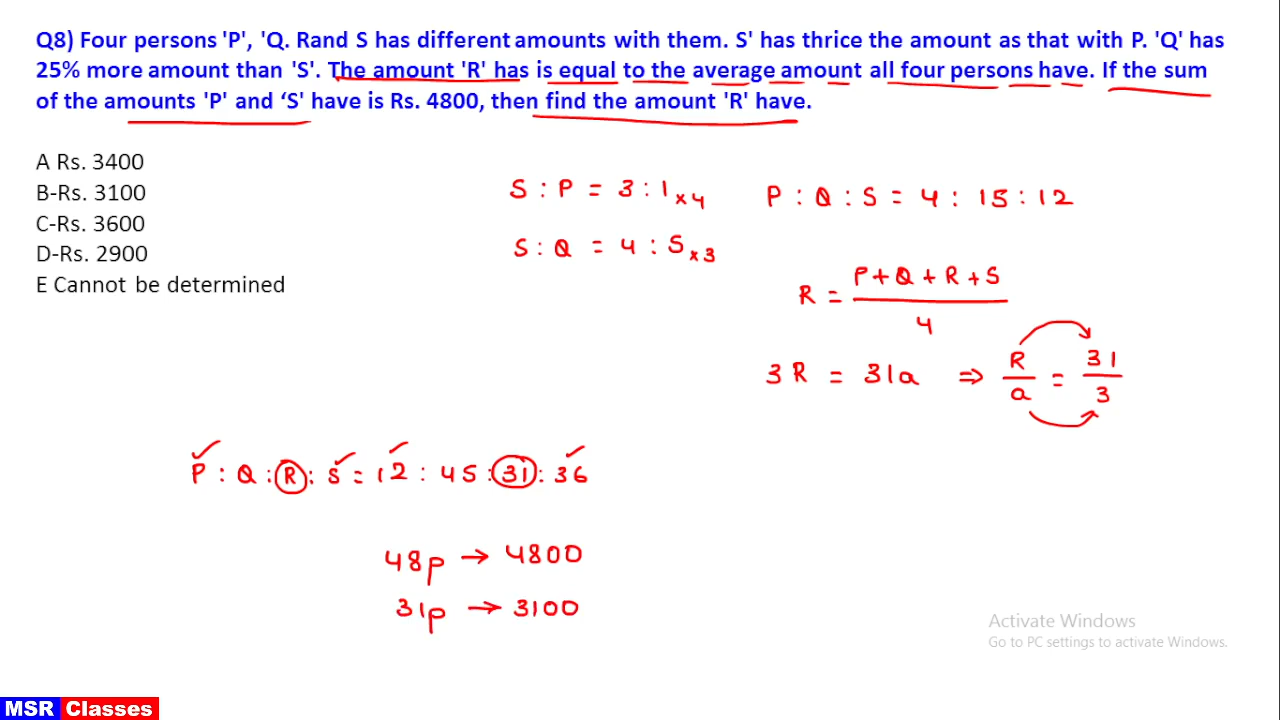 Q8) Four persons 'P', 'Q. Rand S has different amounts with them. S' has thrice the amount as that with P. 'Q' has
25% more amount than 'S'. The amount 'R' has is equal to the average amount all four persons have. If the sum
of the amounts 'P' and ‘S' have is Rs. 4800, then find the amount 'R' have.
A Rs. 3400
B-Rs. 3100
C-Rs. 3600
D-Rs. 2900
E Cannot be determined
S : P = 3 : 1 x 4
S : Q = 4 : 5 x 3
P : Q : S = 4 : 15 : 12
R = P + Q + R + S
4
3R = 31a ⇒ R/a = 31/3
P : Q : R : S = 12 : 45 : 31 : 36
48p → 4800
31p → 3100
Activate Windows
Go to PC settings to activate Windows.
MSR Classes